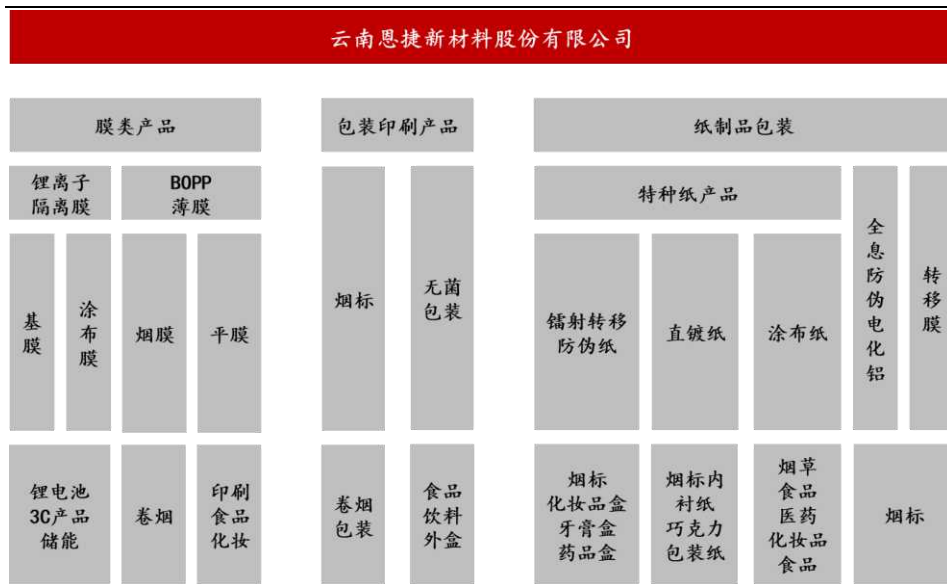 云南恩捷新材料股份有限公司
膜类产品
包装印刷产品
纸制品包装
锂离子
隔离膜
BOPP
薄膜
特种纸产品
全息防伪电化铝
转移膜
基膜
涂布膜
烟膜
平膜
烟标
无菌
包装
镭射转移
防伪纸
直镀纸
涂布纸
锂电池
3C产品
储能
卷烟
印刷
食品
化妆
卷烟
包装
食品
饮料
外盒
烟标
化妆品盒
牙膏盒
药品盒
烟标内
衬纸
巧克力
包装纸
烟草
食品
医药
化妆品
食品
烟标